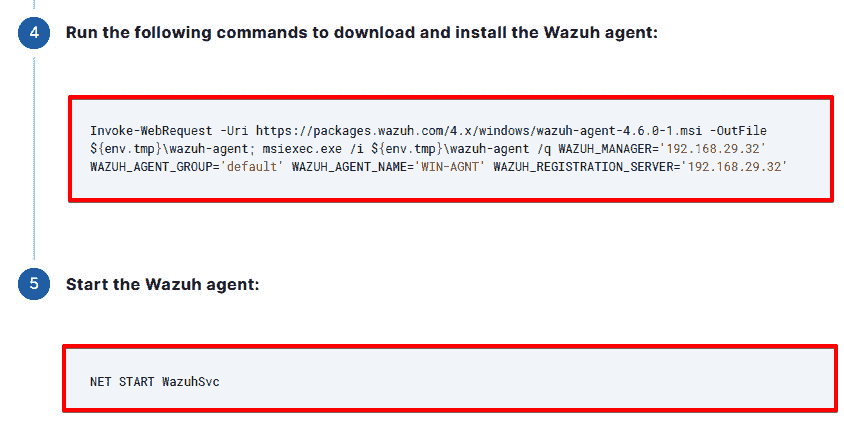 4
Run the following commands to download and install the Wazuh agent:
Invoke-WebRequest -Uri https://packages.wazuh.com/4.x/windows/wazuh-agent-4.6.0-1.msi -OutFile
${env.tmp}\wazuh-agent; msiexec.exe /i ${env.tmp}\wazuh-agent /q WAZUH_MANAGER='192.168.29.32'
WAZUH_AGENT_GROUP='default' WAZUH_AGENT_NAME='WIN-AGNT' WAZUH_REGISTRATION_SERVER='192.168.29.32'
5
Start the Wazuh agent:
NET START WazuhSvc